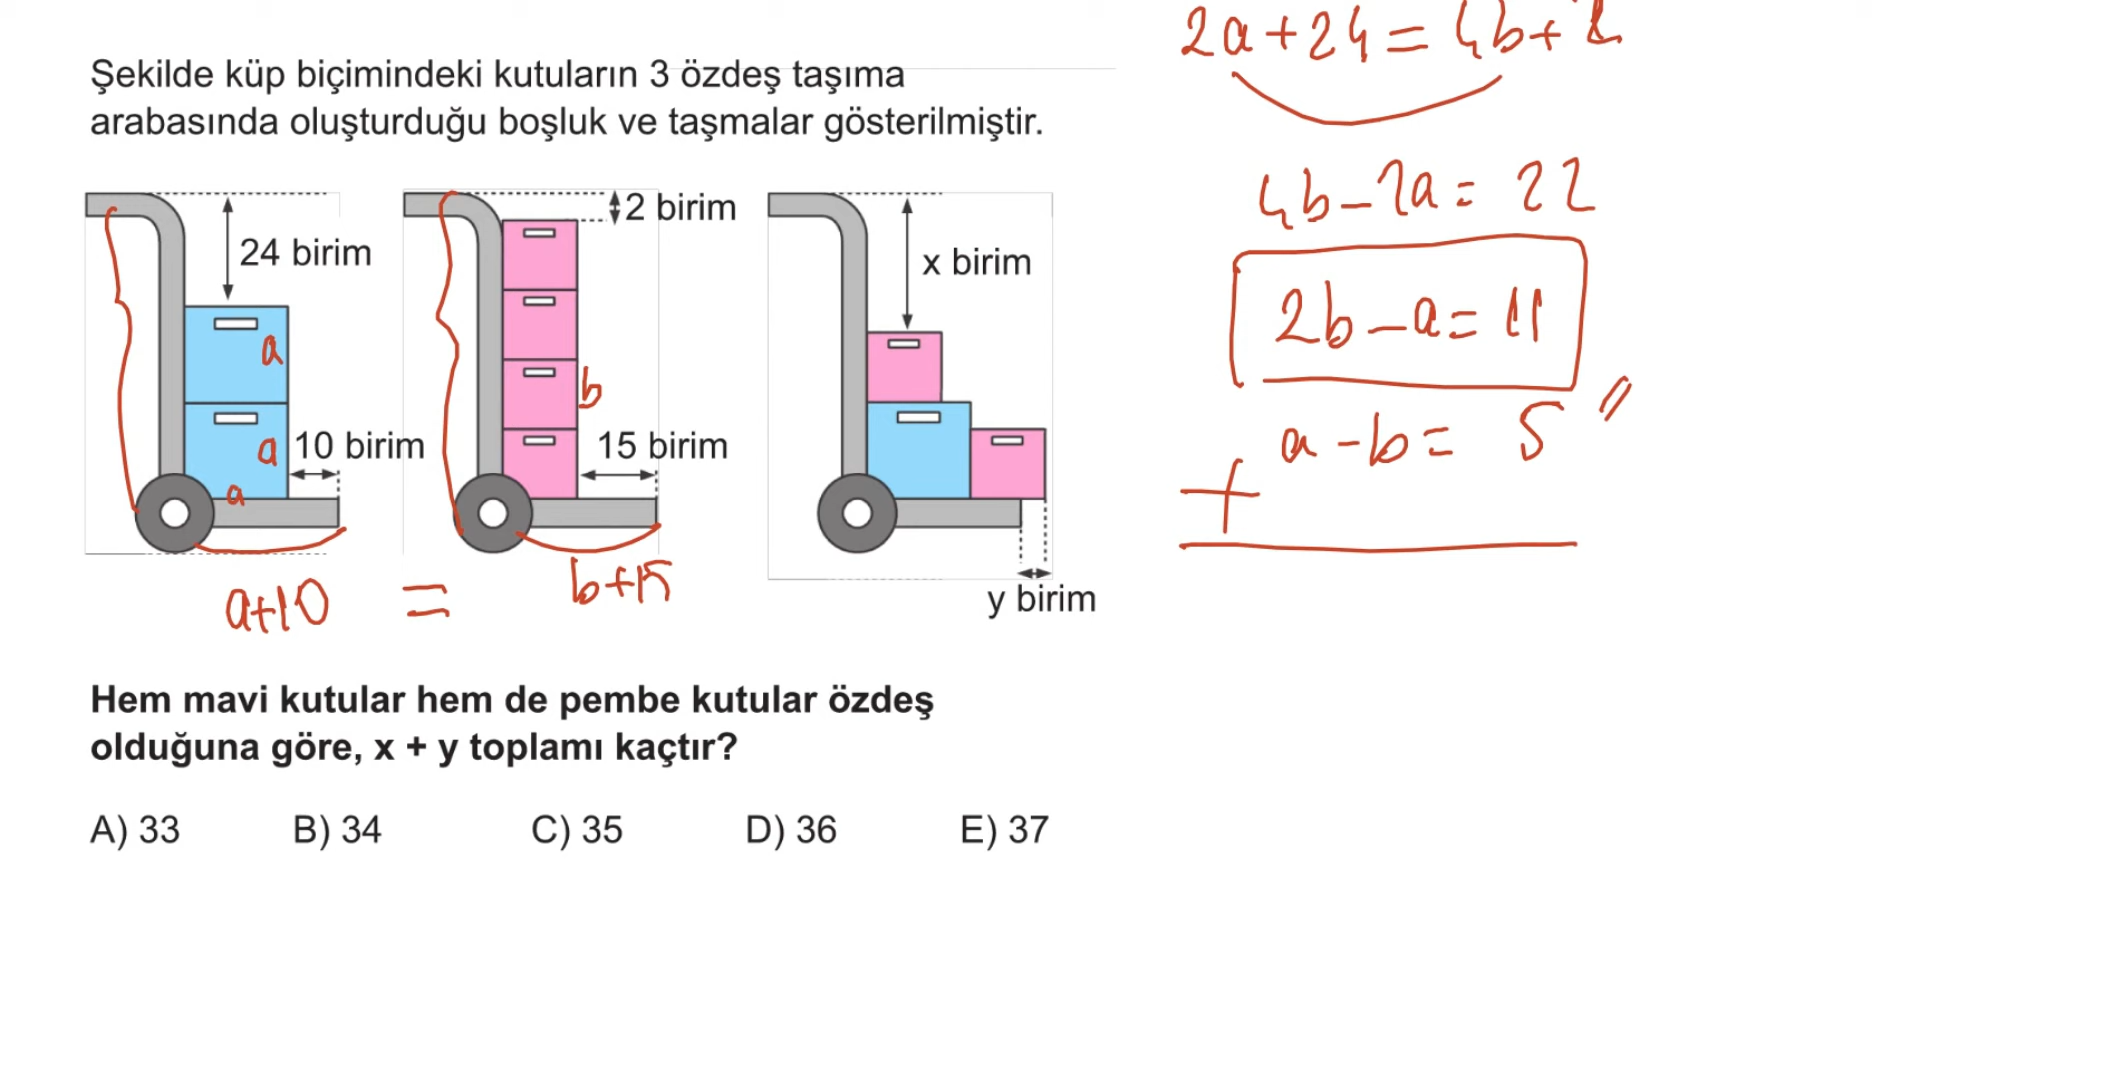 Şekilde küp biçimindeki kutuların 3 özdeş taşıma
arabasında oluşturduğu boşluk ve taşmalar gösterilmiştir.
24 birim
a
a
a
10 birim
a+10
=
2 birim
b
15 birim
b+15
x birim
y birim
Hem mavi kutular hem de pembe kutular özdeş
olduğuna göre, x + y toplamı kaçtır?
A) 33 B) 34 C) 35 D) 36 E) 37
2a+24=4b+2
4b-2a=22
2b-a=11
a-b=5
+